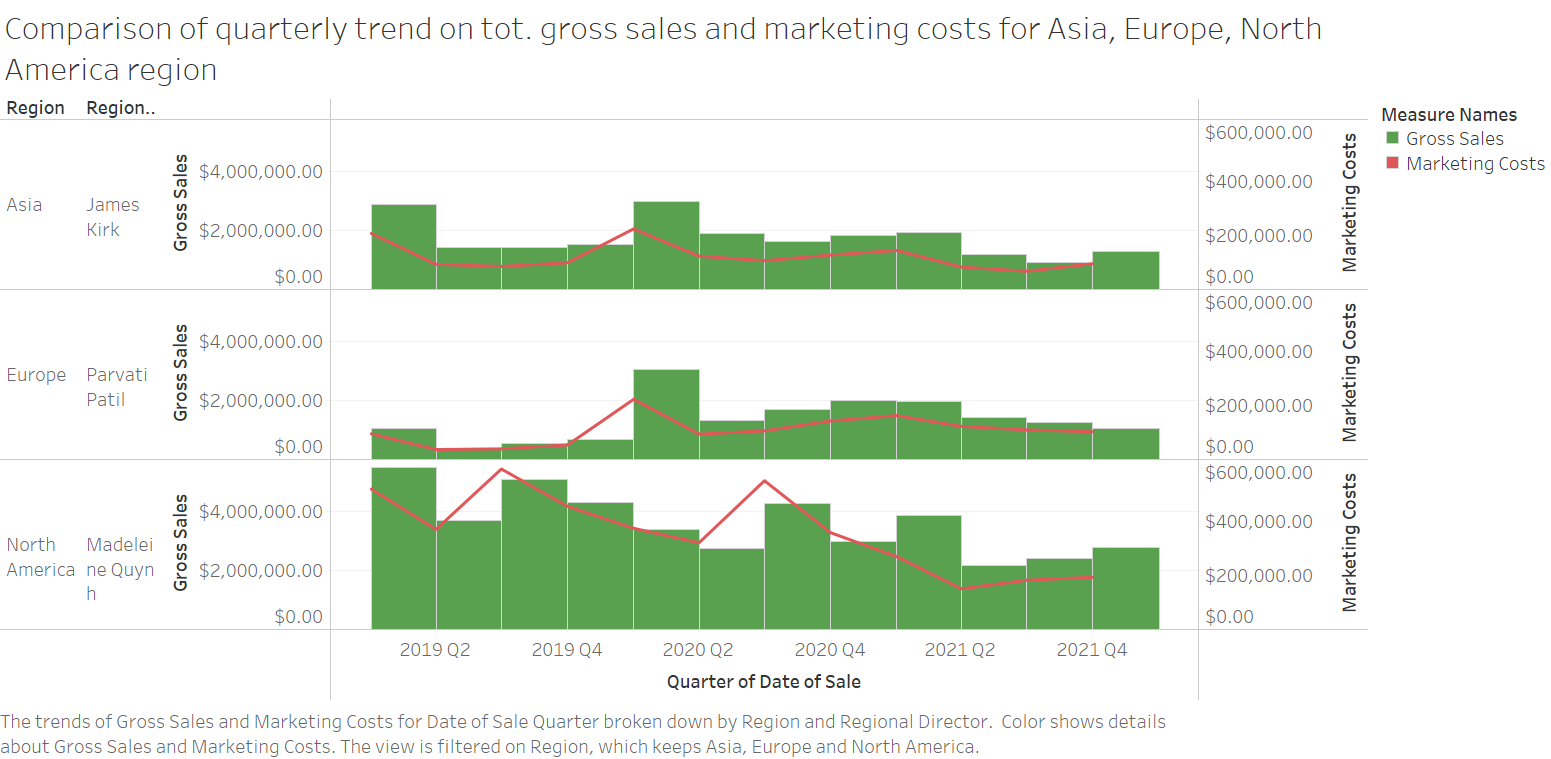 Comparison of quarterly trend on tot. gross sales and marketing costs for Asia, Europe, North
America region
Region Region..
Measure Names
Gross Sales
Marketing Costs
Asia
James
Kirk
Gross Sales
$4,000,000.00
$2,000,000.00
$0.00
$600,000.00
$400,000.00
$200,000.00
$0.00
Marketing Costs
Europe
Parvati
Patil
Gross Sales
$4,000,000.00
$2,000,000.00
$0.00
$600,000.00
$400,000.00
$200,000.00
$0.00
Marketing Costs
North
America
Madelei
ne Quyn
h
Gross Sales
$4,000,000.00
$2,000,000.00
$0.00
$600,000.00
$400,000.00
$200,000.00
$0.00
Marketing Costs
2019 Q2 2019 Q4 2020 Q2 2020 Q4 2021 Q2 2021 Q4
Quarter of Date of Sale
The trends of Gross Sales and Marketing Costs for Date of Sale Quarter broken down by Region and Regional Director.  Color shows details
about Gross Sales and Marketing Costs. The view is filtered on Region, which keeps Asia, Europe and North America.